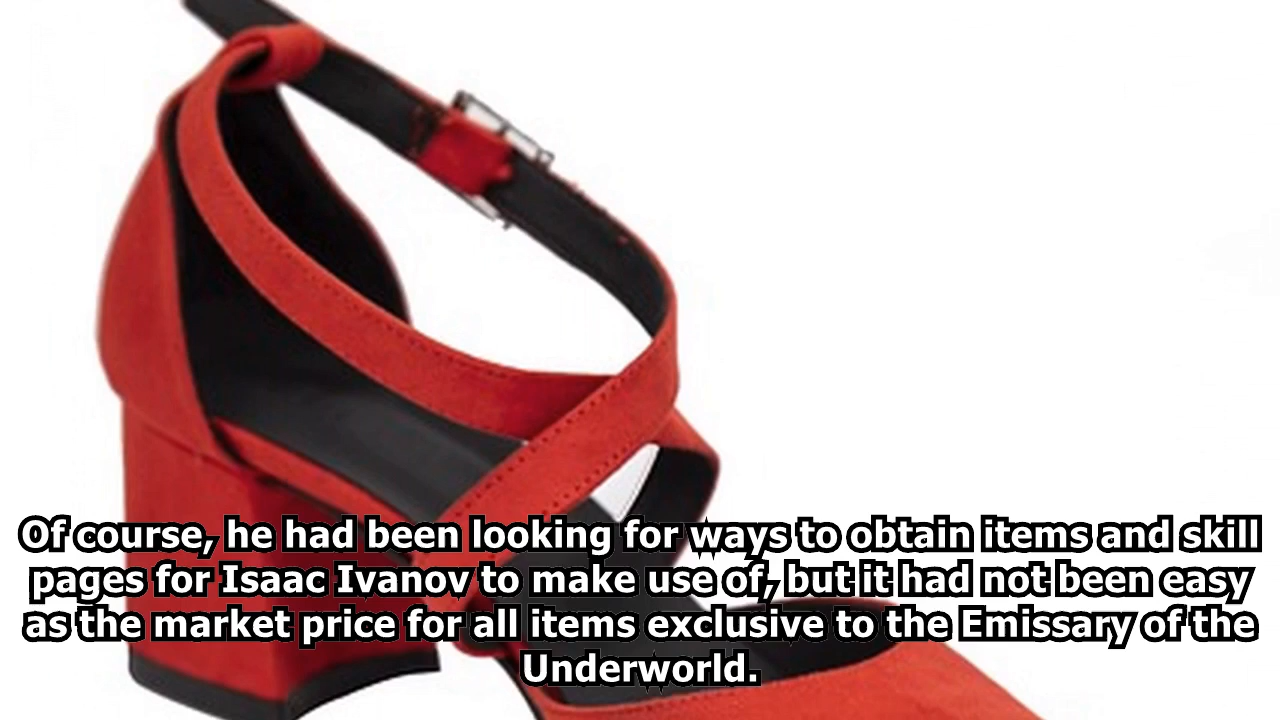 Of course, he had been looking for ways to obtain items and skill
pages for Isaac Ivanov to make use of, but it had not been easy
as the market price for all items exclusive to the Emissary of the
Underworld.